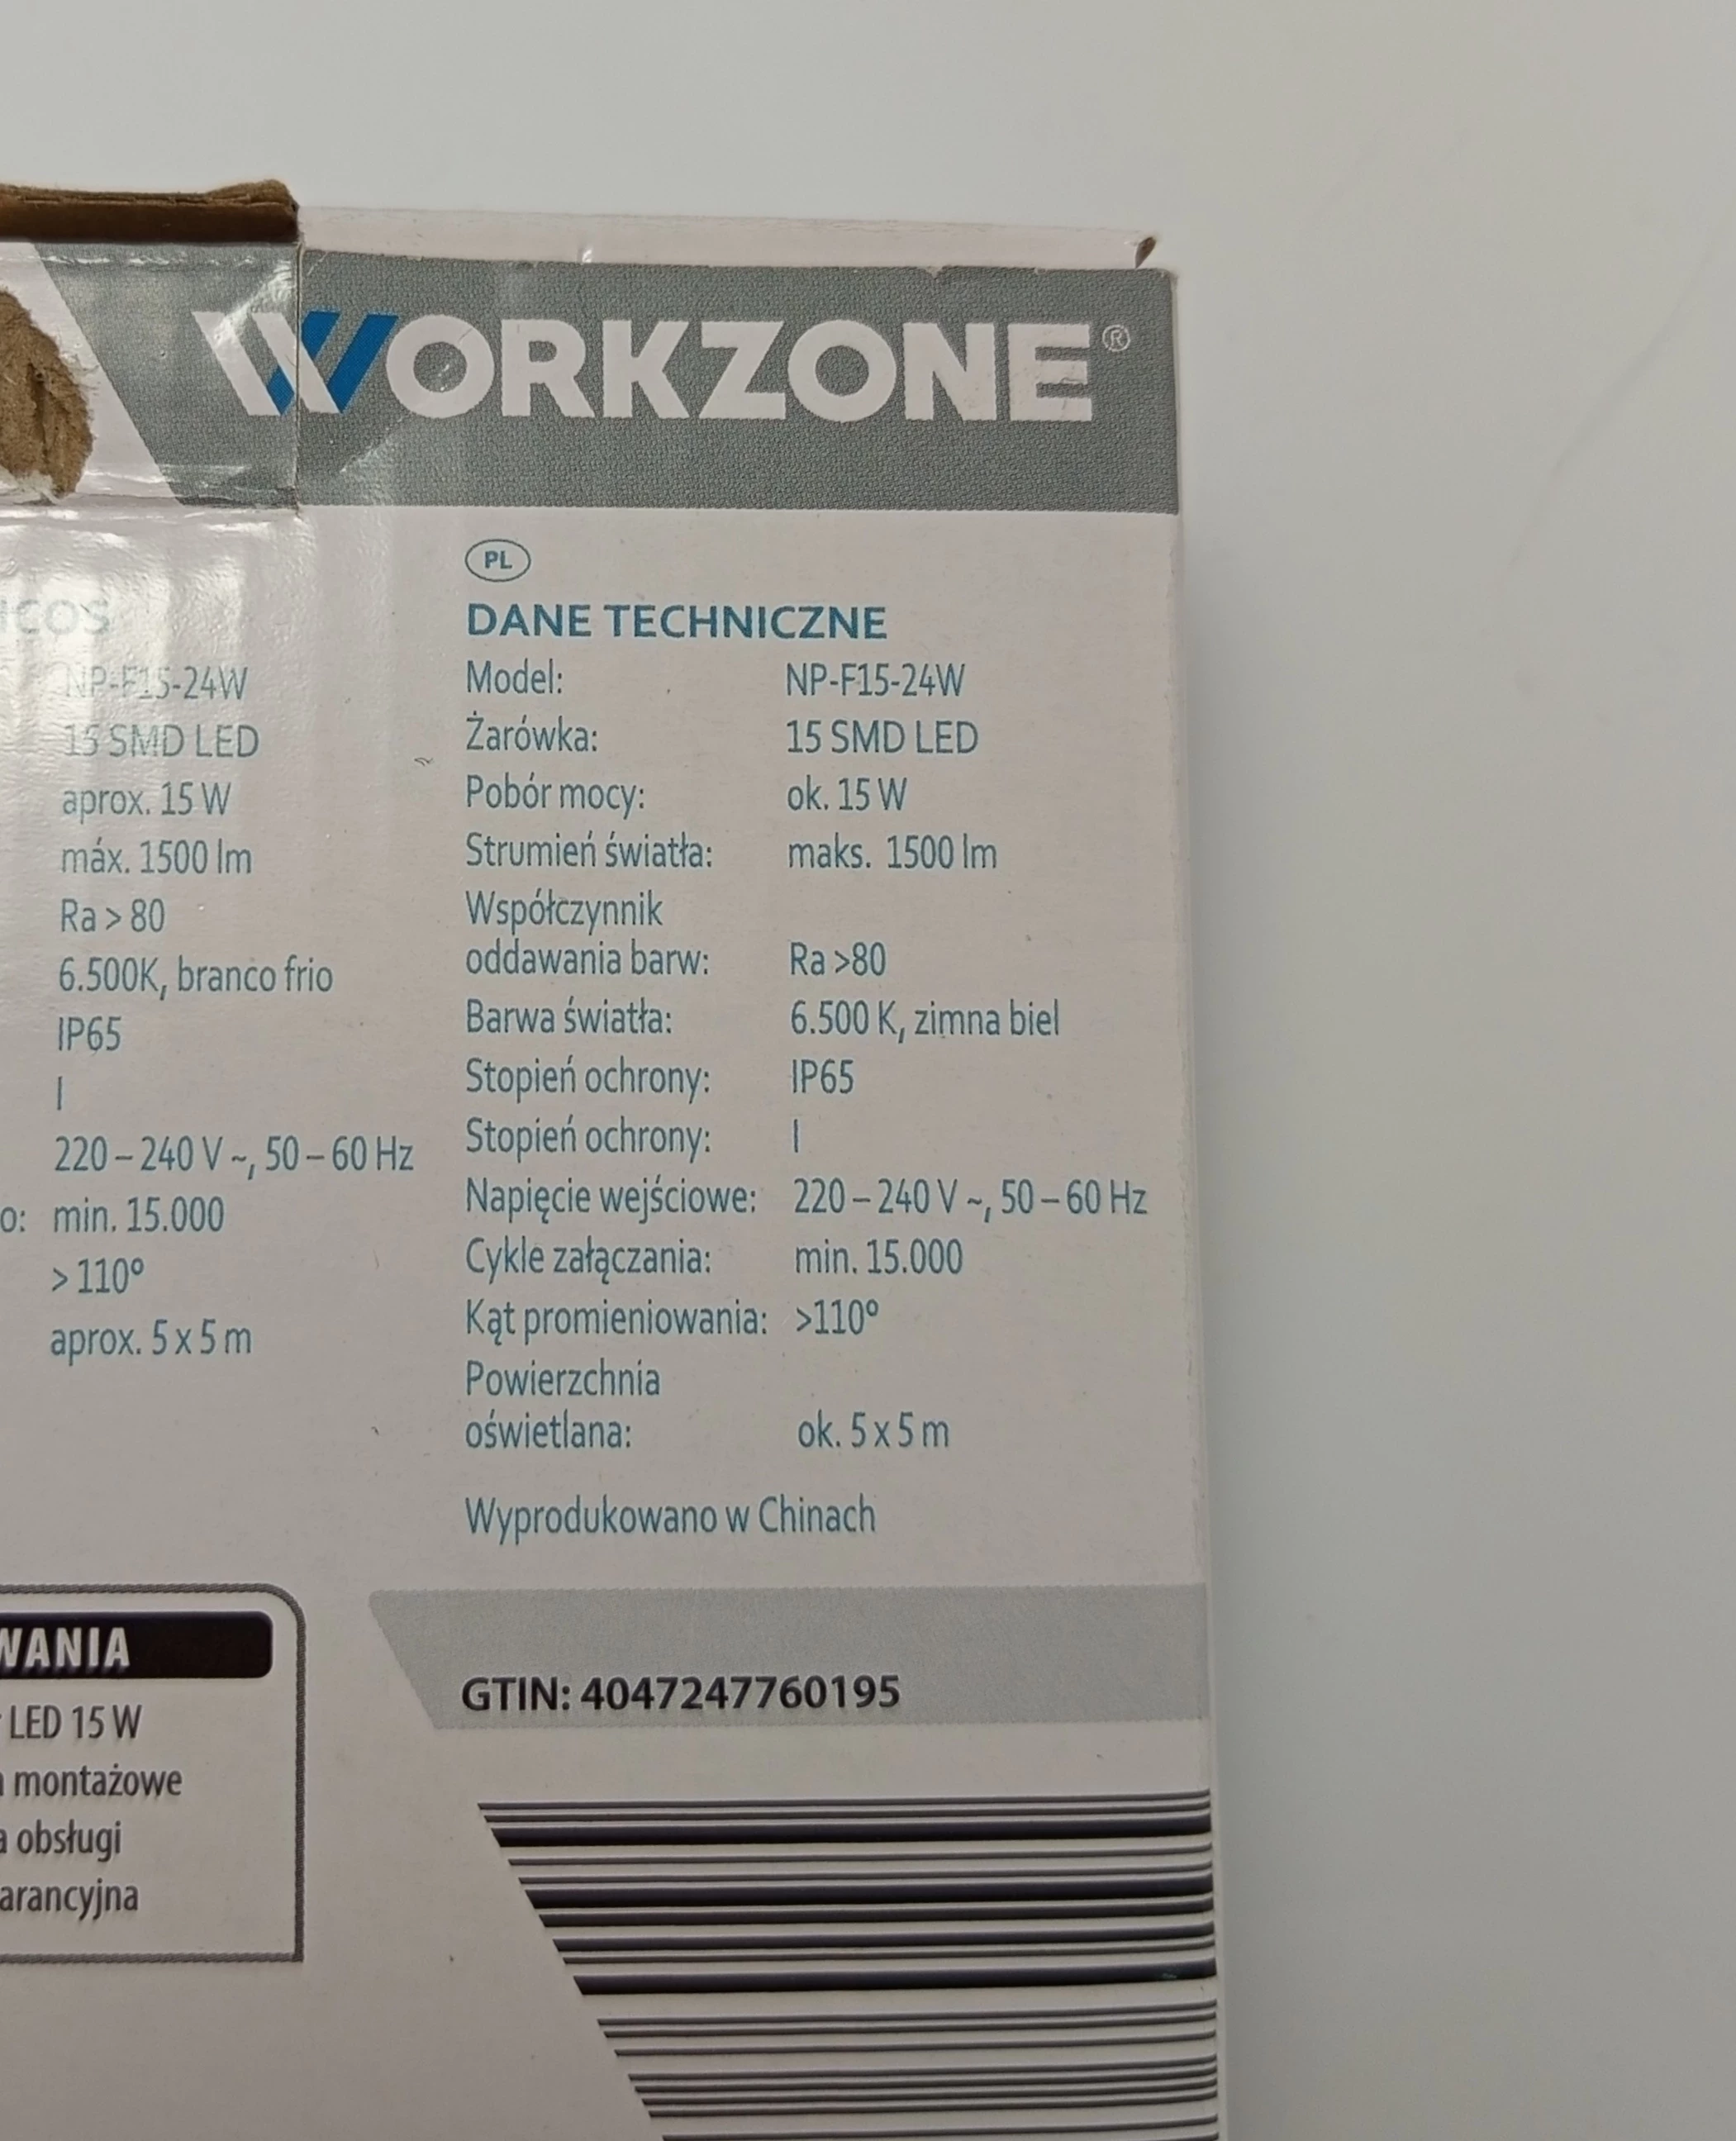 WORKZONE®
ICOS
NP-F15-24W
15 SMD LED
aprox. 15 W
máx. 1500 lm
Ra > 80
6.500K, branco frio
IP65
I
220 – 240 V ~, 50 – 60 Hz
o: min. 15.000
> 110°
aprox. 5 x 5 m
PL
DANE TECHNICZNE
Model: NP-F15-24W
Żarówka: 15 SMD LED
Pobór mocy: ok. 15 W
Strumień światła: maks. 1500 lm
Współczynnik
oddawania barw: Ra >80
Barwa światła: 6.500 K, zimna biel
Stopień ochrony: IP65
Stopień ochrony: I
Napięcie wejściowe: 220 – 240 V ~, 50 – 60 Hz
Cykle załączania: min. 15.000
Kąt promieniowania: >110°
Powierzchnia
oświetlana: ok. 5 x 5 m
Wyprodukowano w Chinach
WANIA
LED 15 W
montażowe
a obsługi
arancyjna
GTIN: 4047247760195